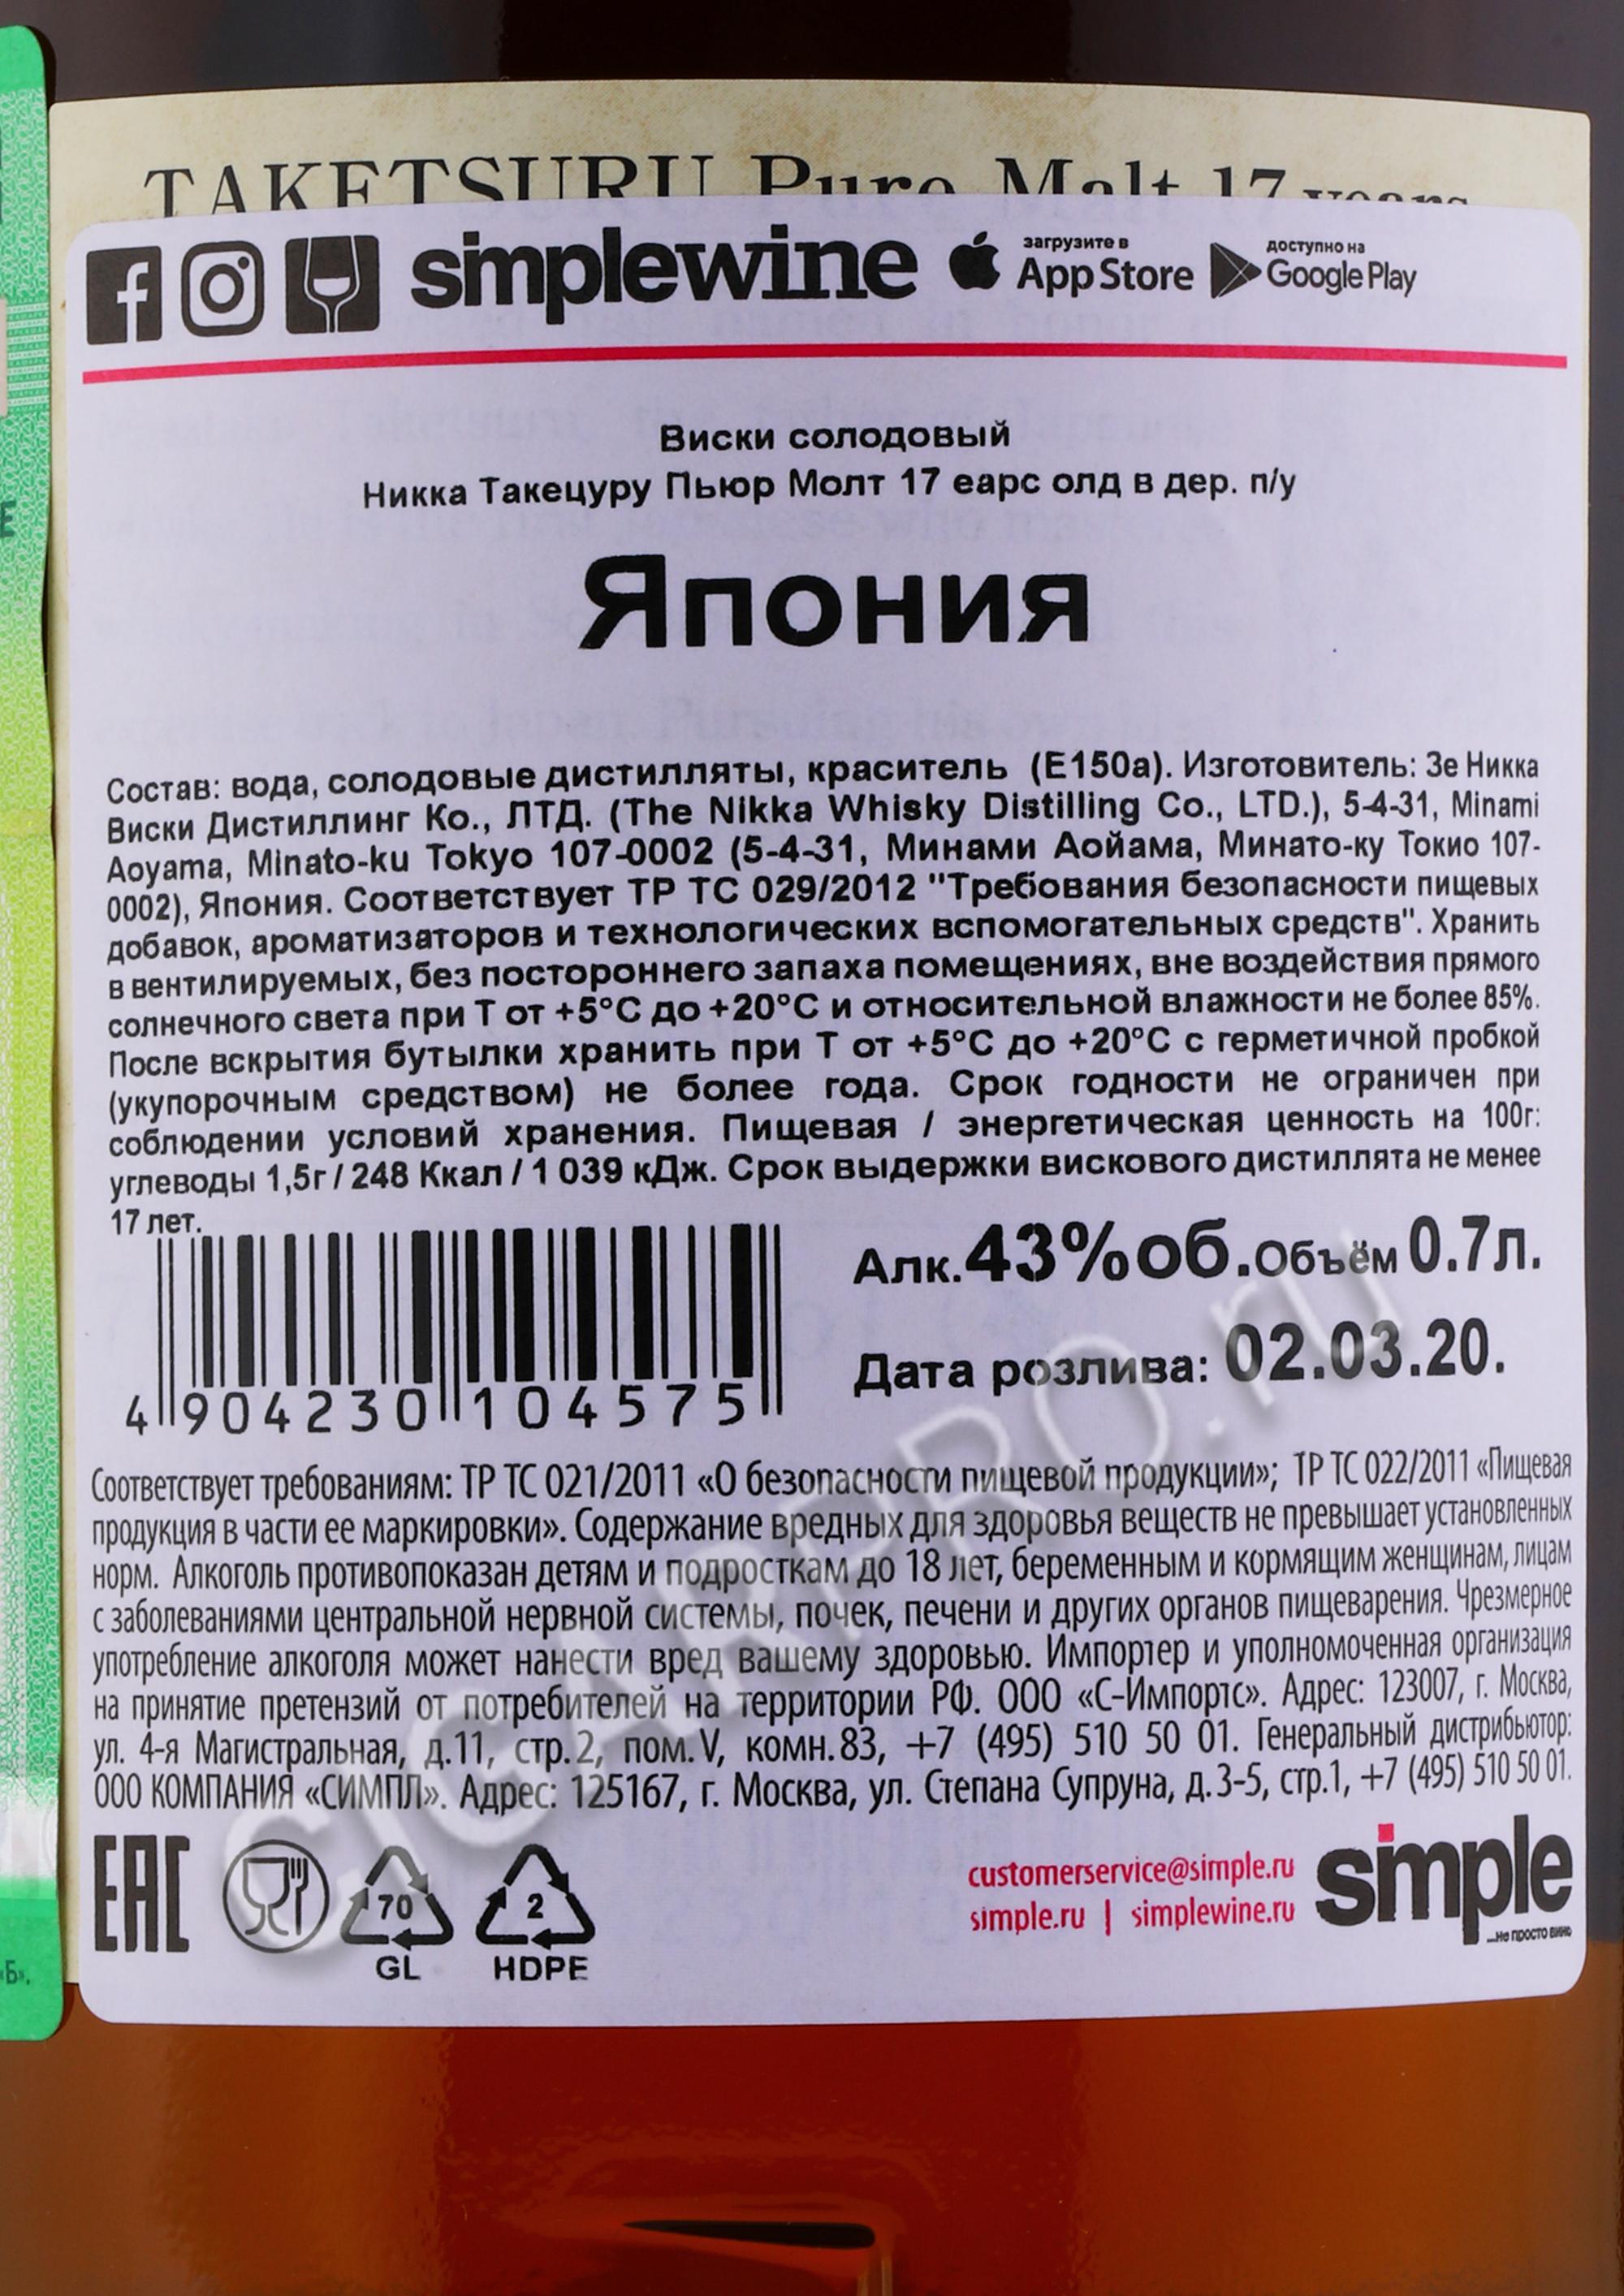 TAKETSURU Pure Malt 17 years
simplewine
загрузите в
App Store
доступно на
Google Play
Виски солодовый
Никка Такецуру Пьюр Молт 17 еарс олд в дер. п/у
Япония
Состав: вода, солодовые дистилляты, краситель (Е150а). Изготовитель: Зе Никка
Виски Дистиллинг Ко., ЛТД. (The Nikka Whisky Distilling Co., LTD.), 5-4-31, Minami
Aoyama, Minato-ku Tokyo 107-0002 (5-4-31, Минами Аойама, Минато-ку Токио 107-
0002), Япония. Соответствует ТР ТС 029/2012 "Требования безопасности пищевых
добавок, ароматизаторов и технологических вспомогательных средств". Хранить
в вентилируемых, без постороннего запаха помещениях, вне воздействия прямого
солнечного света при Т от +5°С до +20°С и относительной влажности не более 85%.
После вскрытия бутылки хранить при Т от +5°С до +20°С с герметичной пробкой
(укупорочным средством) не более года. Срок годности не ограничен при
соблюдении условий хранения. Пищевая / энергетическая ценность на 100г:
углеводы 1,5г / 248 Ккал / 1 039 кДж. Срок выдержки вискового дистиллята не менее
17 лет.
Алк.43%об.Объём 0.7л.
Дата розлива: 02.03.20.
4 904230 104575
Соответствует требованиям: ТР ТС 021/2011 «О безопасности пищевой продукции»; ТР ТС 022/2011 «Пищевая
продукция в части ее маркировки». Содержание вредных для здоровья веществ не превышает установленных
норм. Алкоголь противопоказан детям и подросткам до 18 лет, беременным и кормящим женщинам, лицам
с заболеваниями центральной нервной системы, почек, печени и других органов пищеварения. Чрезмерное
употребление алкоголя может нанести вред вашему здоровью. Импортер и уполномоченная организация
на принятие претензий от потребителей на территории РФ. ООО «С-Импортс». Адрес: 123007, г. Москва,
ул. 4-я Магистральная, д.11, стр.2, пом.V, комн.83, +7 (495) 510 50 01. Генеральный дистрибьютор:
ООО КОМПАНИЯ «СИМПЛ». Адрес: 125167, г. Москва, ул. Степана Супруна, д.3-5, стр.1, +7 (495) 510 50 01.
EAC
70
GL
2
HDPE
customerservice@simple.ru
simple.ru | simplewine.ru
simple
...не просто вино
Е
«Б».
CIGARPRO.ru